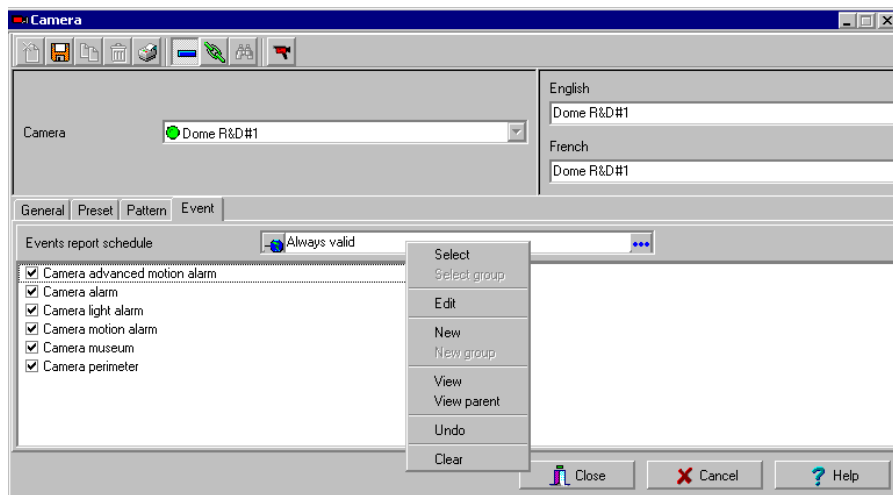 Camera
English
Dome R&D#1
Camera
Dome R&D#1
French
Dome R&D#1
General Preset Pattern Event
Events report schedule
Always valid
Camera advanced motion alarm
Camera alarm
Camera light alarm
Camera motion alarm
Camera museum
Camera perimeter
Select
Select group
Edit
New
New group
View
View parent
Undo
Clear
Close Cancel Help